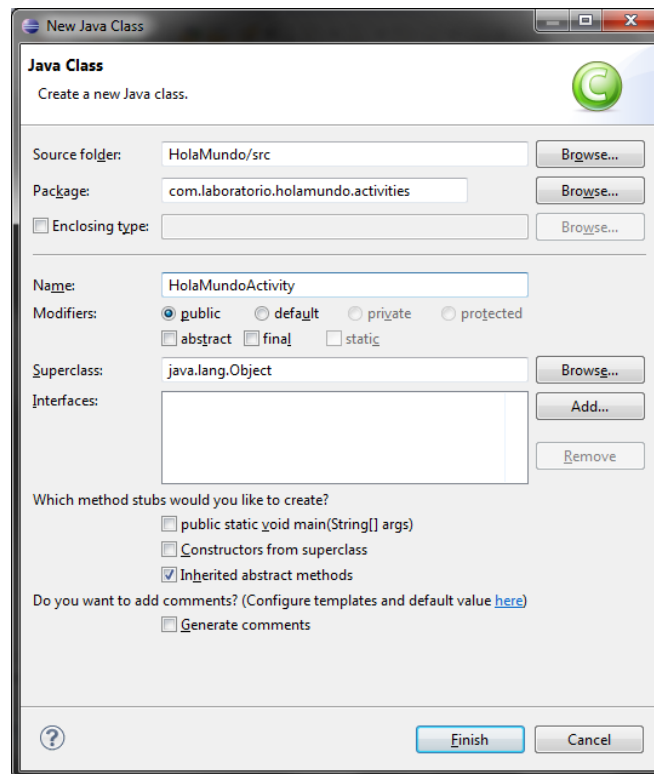 New Java Class
Java Class
Create a new Java class.
Source folder: HolaMundo/src Browse...
Package: com.laboratorio.holamundo.activities Browse...
Enclosing type: Browse...
Name: HolaMundoActivity
Modifiers: public default private protected
abstract final static
Superclass: java.lang.Object Browse...
Interfaces: Add...
Remove
Which method stubs would you like to create?
public static void main(String[] args)
Constructors from superclass
Inherited abstract methods
Do you want to add comments? (Configure templates and default value here)
Generate comments
? Finish Cancel